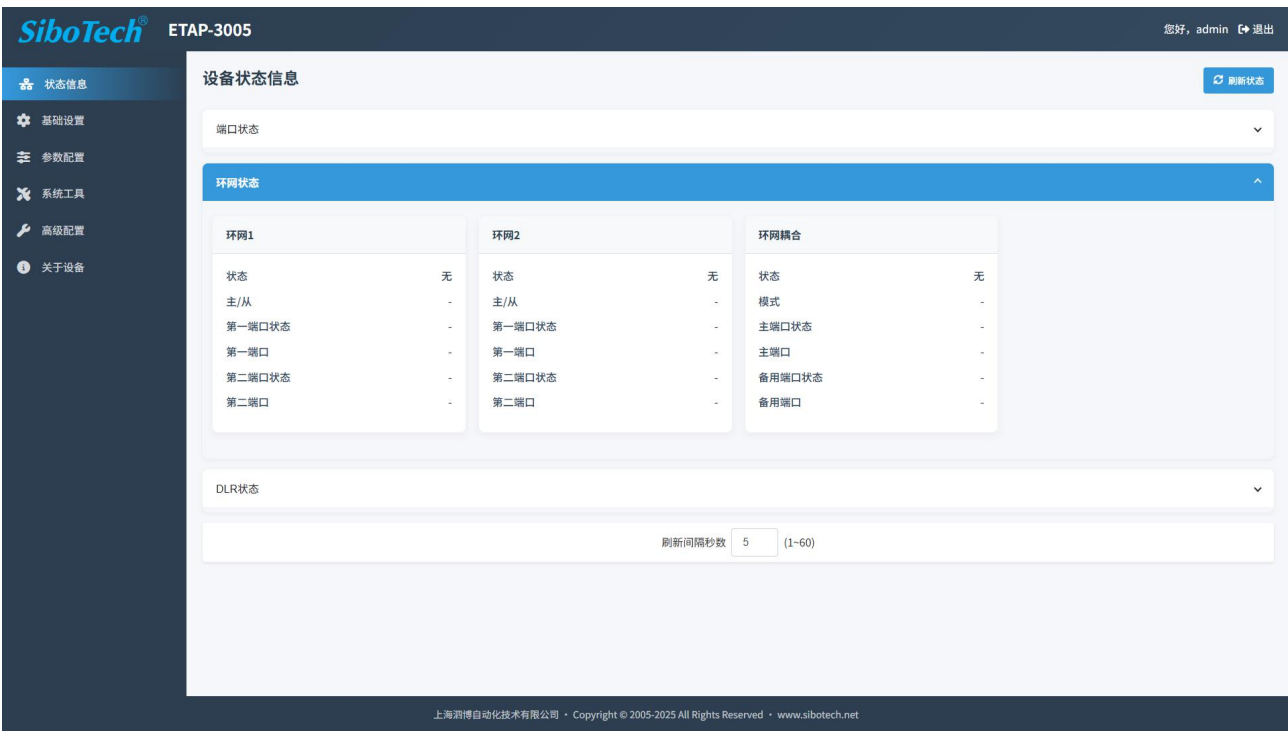 SiboTech® ETAP-3005 您好，admin 退出
状态信息
基础设置
参数配置
系统工具
高级配置
关于设备
设备状态信息 刷新状态
端口状态
环网状态
环网1 环网2 环网耦合
状态 无 状态 无 状态 无
主/从 - 主/从 - 模式 -
第一端口状态 - 第一端口状态 - 主端口状态 -
第一端口 - 第一端口 - 主端口 -
第二端口状态 - 第二端口状态 - 备用端口状态 -
第二端口 - 第二端口 - 备用端口 -
DLR状态
刷新间隔秒数 5 (1~60)
上海泗博自动化技术有限公司 · Copyright © 2005-2025 All Rights Reserved · www.sibotech.net